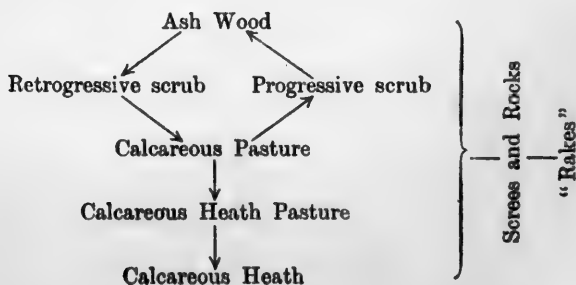 Ash Wood
Retrogressive scrub Progressive scrub
Calcareous Pasture
Calcareous Heath Pasture
Calcareous Heath
Screes and Rocks
"Rakes"